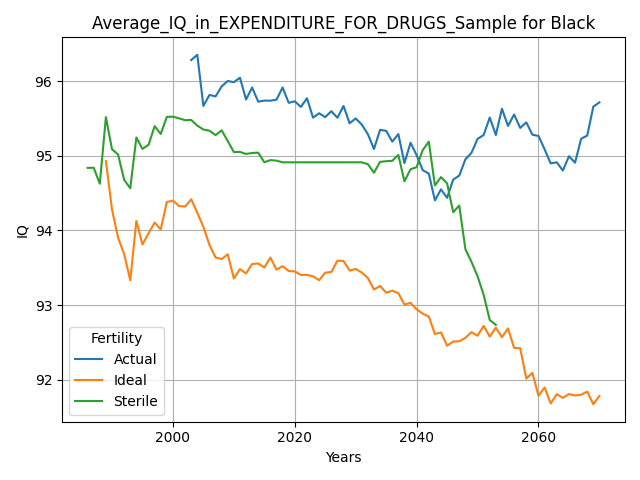 Average_IQ_in_EXPENDITURE_FOR_DRUGS_Sample for Black
96
95
94
93
92
IQ
Fertility
Actual
Ideal
Sterile
2000
2020
2040
2060
Years